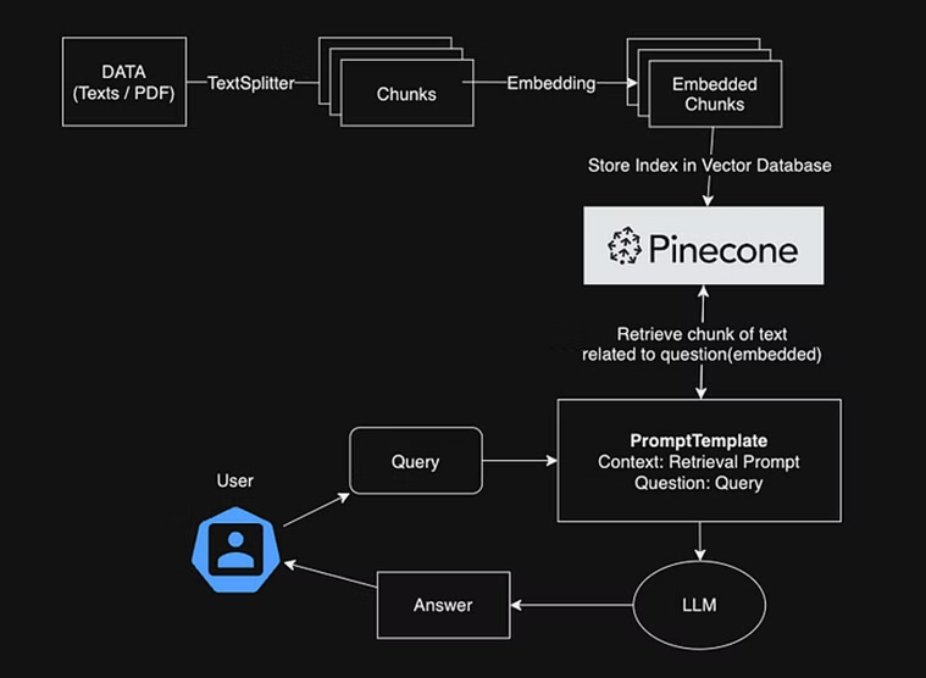 DATA
(Texts / PDF)
TextSplitter
Chunks
Embedding
Embedded
Chunks
Store Index in Vector Database
Pinecone
Retrieve chunk of text
related to question(embedded)
PromptTemplate
Context: Retrieval Prompt
Question: Query
Query
User
Answer
LLM